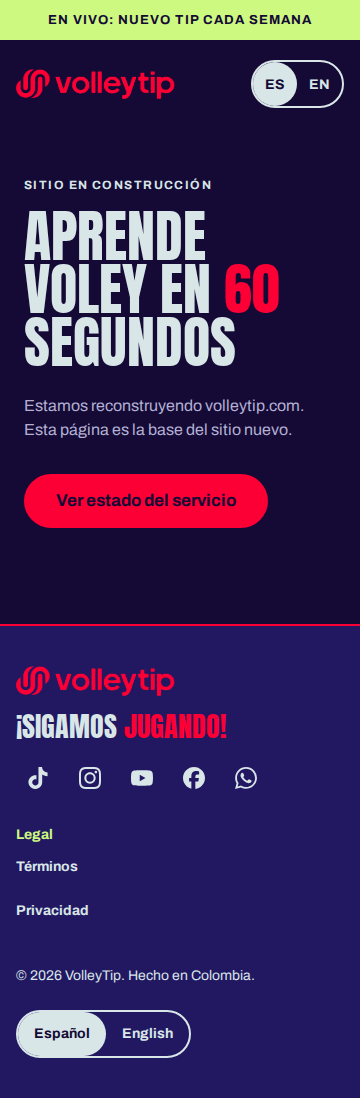 EN VIVO: NUEVO TIP CADA SEMANA
volleytip
ES EN
SITIO EN CONSTRUCCIÓN
APRENDE
VOLEY EN 60
SEGUNDOS
Estamos reconstruyendo volleytip.com.
Esta página es la base del sitio nuevo.
Ver estado del servicio
volleytip
¡SIGAMOS JUGANDO!
Legal
Términos
Privacidad
© 2026 VolleyTip. Hecho en Colombia.
Español English